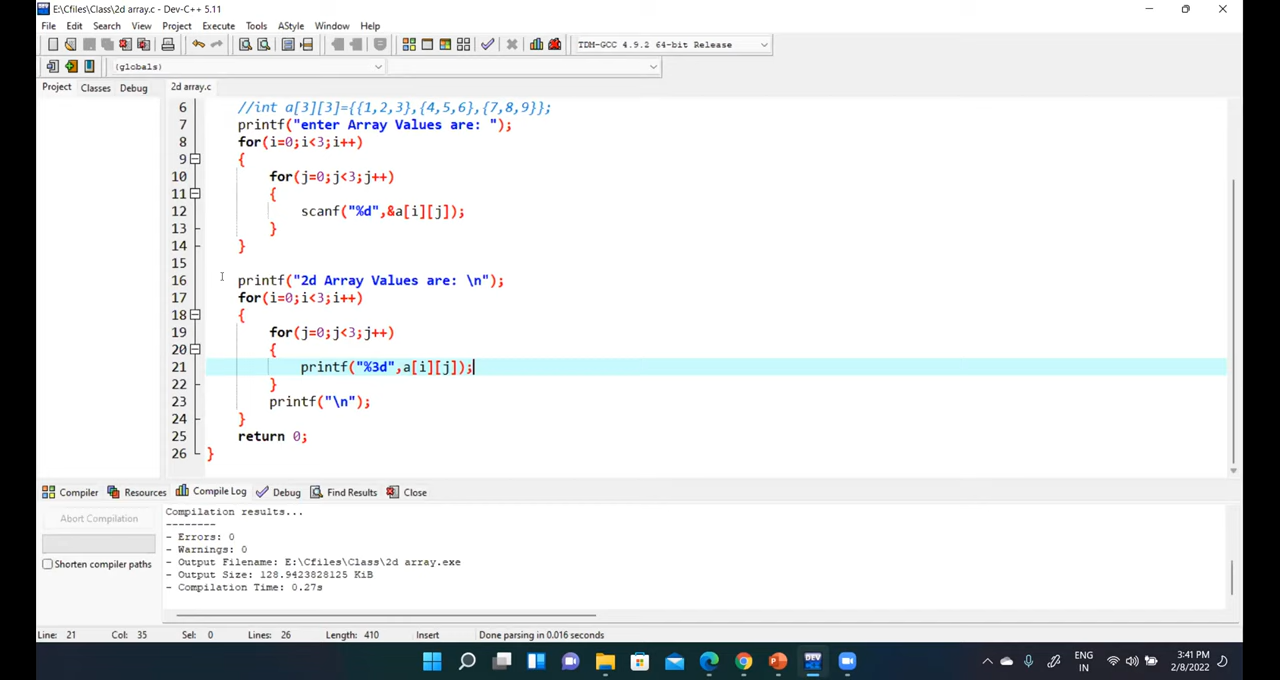 E:\Cfiles\Class\2d array.c - Dev-C++ 5.11
File Edit Search View Project Execute Tools AStyle Window Help
TDM-GCC 4.9.2 64-bit Release
(globals)
Project Classes Debug 2d array.c
6 //int a[3][3]={{1,2,3},{4,5,6},{7,8,9}};
7 printf("enter Array Values are: ");
8 for(i=0;i<3;i++)
9 {
10 for(j=0;j<3;j++)
11 {
12 scanf("%d",&a[i][j]);
13 }
14 }
15
16 printf("2d Array Values are: \n");
17 for(i=0;i<3;i++)
18 {
19 for(j=0;j<3;j++)
20 {
21 printf("%3d",a[i][j]);
22 }
23 printf("\n");
24 }
25 return 0;
26 }
Compiler Resources Compile Log Debug Find Results Close
Abort Compilation
Shorten compiler paths
Compilation results...
--------
- Errors: 0
- Warnings: 0
- Output Filename: E:\Cfiles\Class\2d array.exe
- Output Size: 128.9423828125 KiB
- Compilation Time: 0.27s
Line: 21 Col: 35 Sel: 0 Lines: 26 Length: 410 Insert Done parsing in 0.016 seconds
DEV
ENG
IN
3:41 PM
2/8/2022